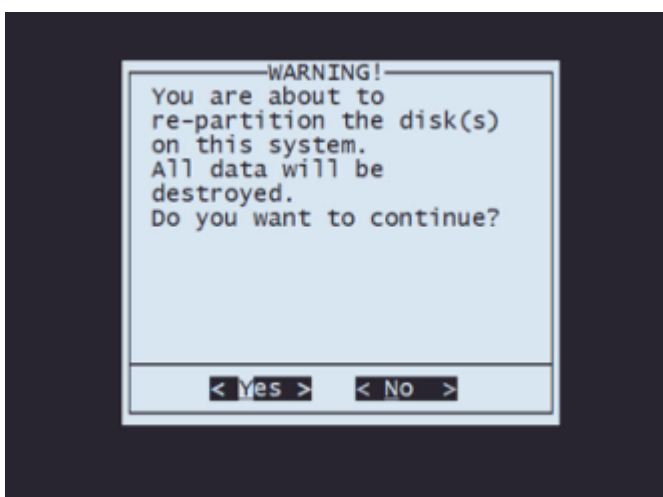 WARNING!
You are about to
re-partition the disk(s)
on this system.
All data will be
destroyed.
Do you want to continue?
< Yes > < No >